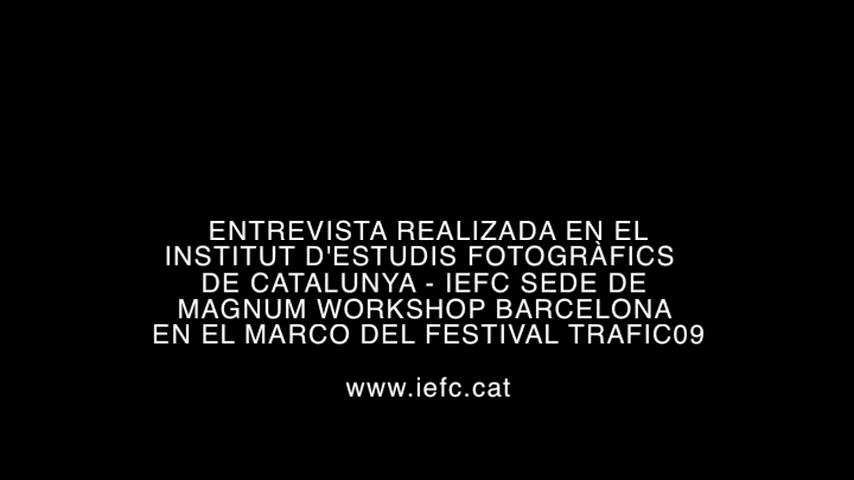 ENTREVISTA REALIZADA EN EL
INSTITUT D'ESTUDIS FOTOGRÀFICS
DE CATALUNYA - IEFC SEDE DE
MAGNUM WORKSHOP BARCELONA
EN EL MARCO DEL FESTIVAL TRAFIC09
www.iefc.cat